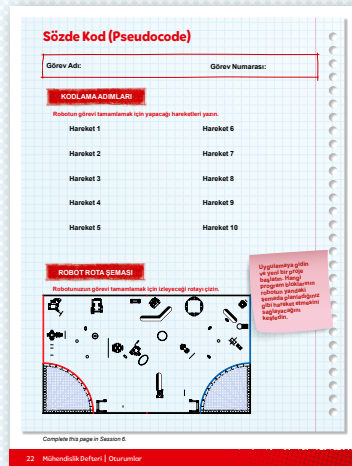 Sözde Kod (Pseudocode)
Görev Adı:
Görev Numarası:
KODLAMA ADIMLARI
Robotun görevi tamamlamak için yapacağı hareketleri yazın.
Hareket 1
Hareket 6
Hareket 2
Hareket 7
Hareket 3
Hareket 8
Hareket 4
Hareket 9
Hareket 5
Hareket 10
ROBOT ROTA ŞEMASI
Robotunuzun görevi tamamlamak için izleyeceği rotayı çizin.
Uygulamaya gidin
ve yeni bir proje
başlatın. Hangi
program bloklarının
robotun yandaki
şemada planladığınız
gibi hareket etmesini
sağlayacağını
keşfedin.
Complete this page in Session 6.
22 Mühendislik Defteri | Oturumlar